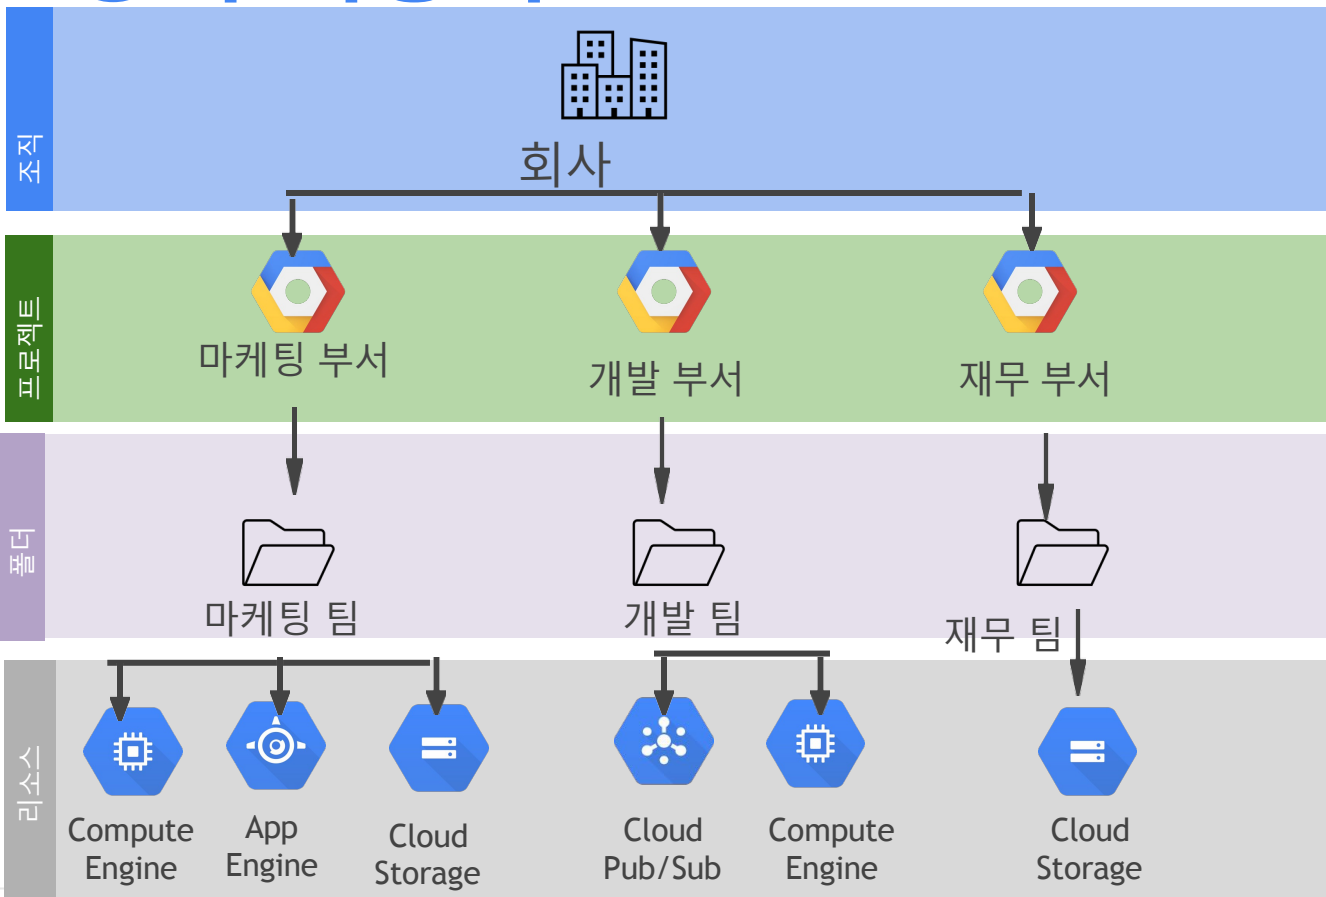 조직
회사
프로젝트
마케팅 부서
개발 부서
재무 부서
폴더
마케팅 팀
개발 팀
재무 팀
리소스
Compute
Engine
App
Engine
Cloud
Storage
Cloud
Pub/Sub
Compute
Engine
Cloud
Storage